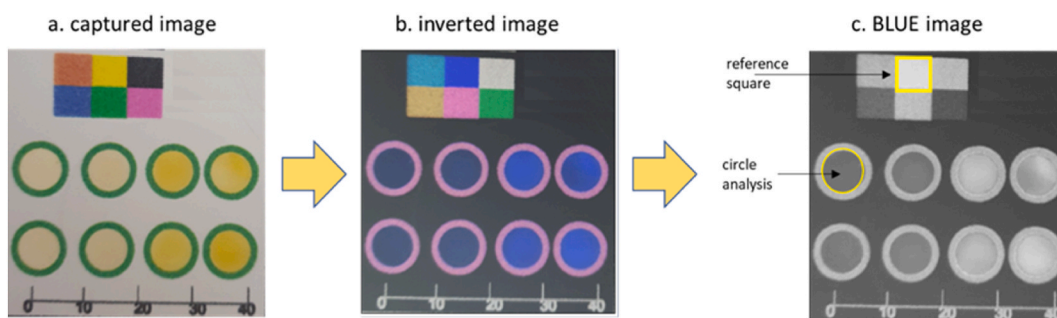 a. captured image
b. inverted image
c. BLUE image
reference
square
circle
analysis
0 10 20 30 40
0 10 20 30 40
0 10 20 30 40